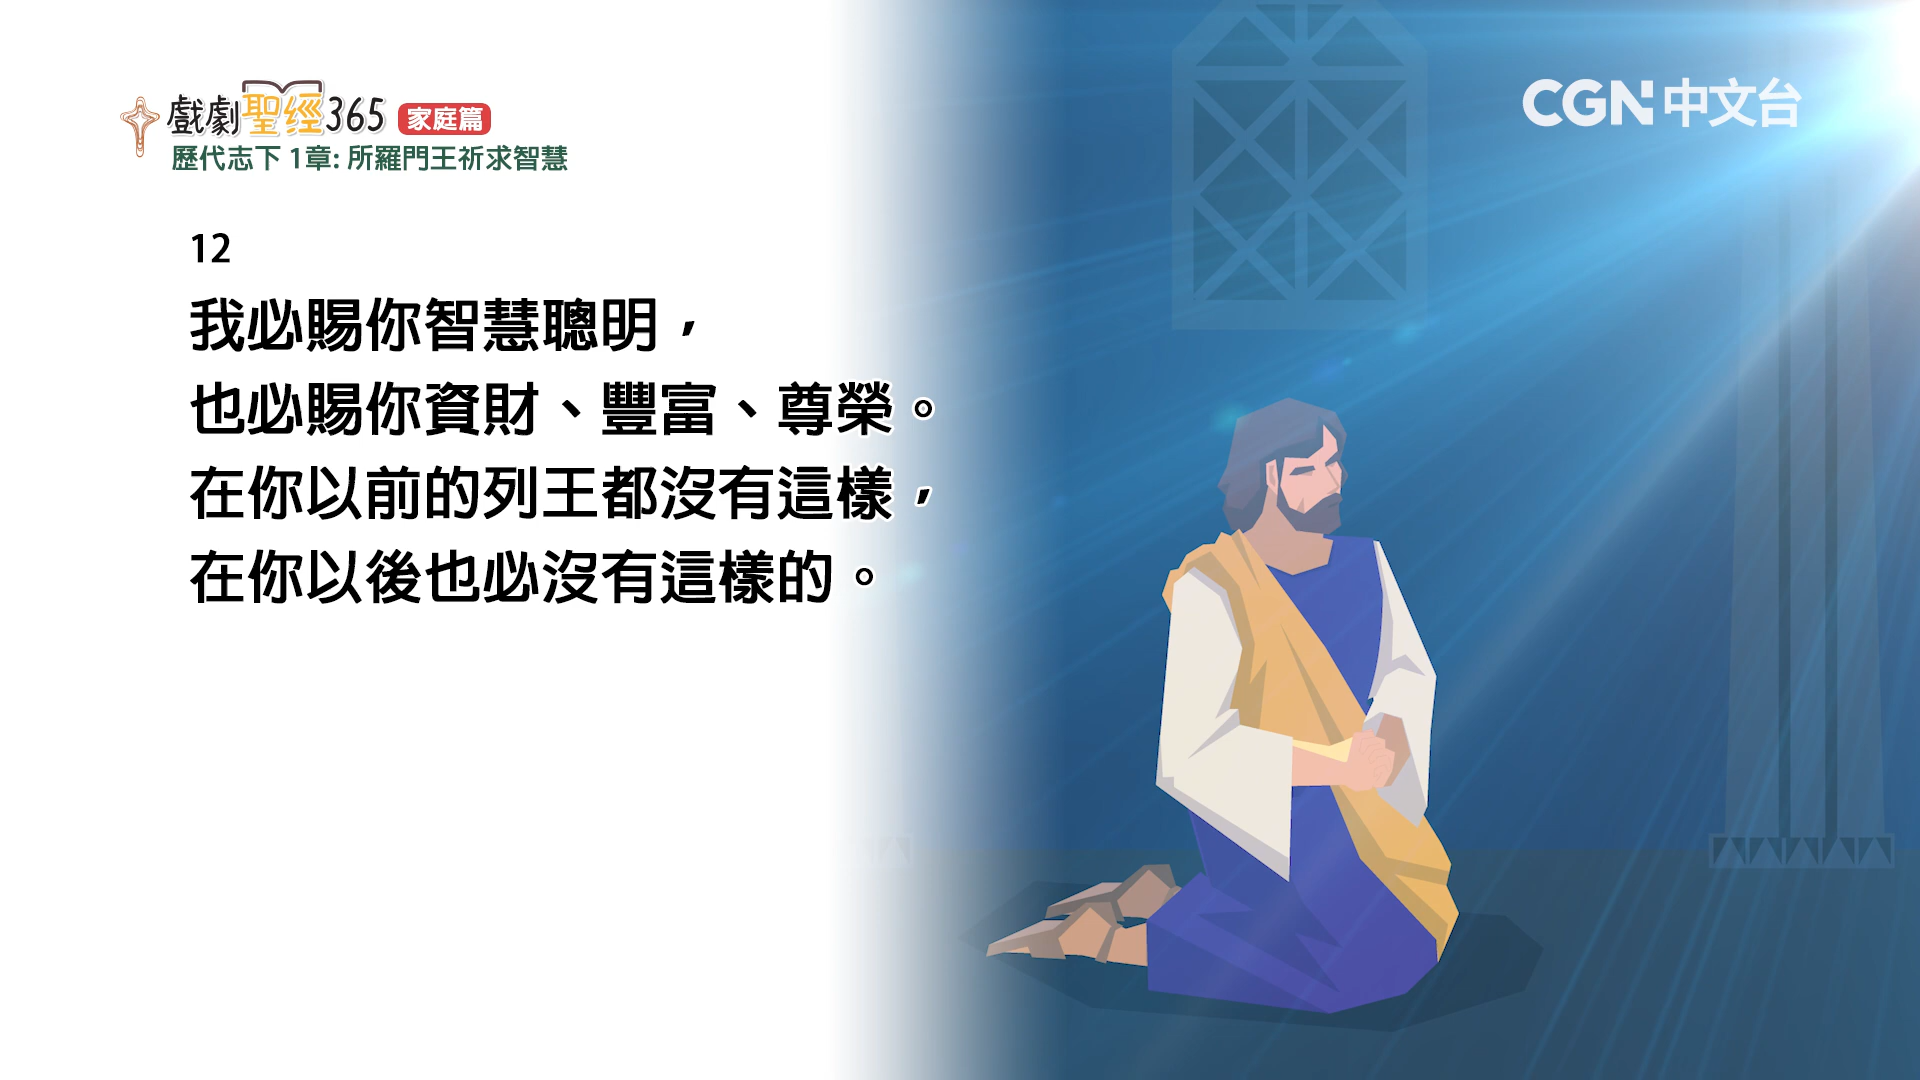 戲劇聖經365 家庭篇
歷代志下 1章: 所羅門王祈求智慧
CGN 中文台
12
我必賜你智慧聰明，
也必賜你資財、豐富、尊榮。
在你以前的列王都沒有這樣，
在你以後也必沒有這樣的。